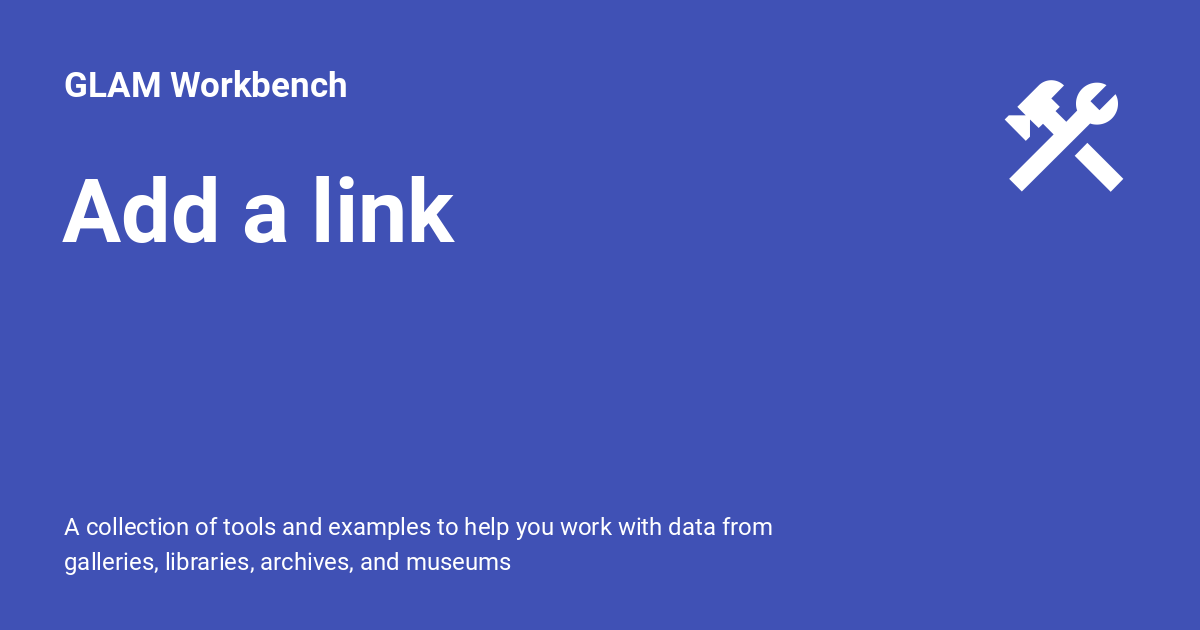 GLAM Workbench
Add a link
A collection of tools and examples to help you work with data from
galleries, libraries, archives, and museums